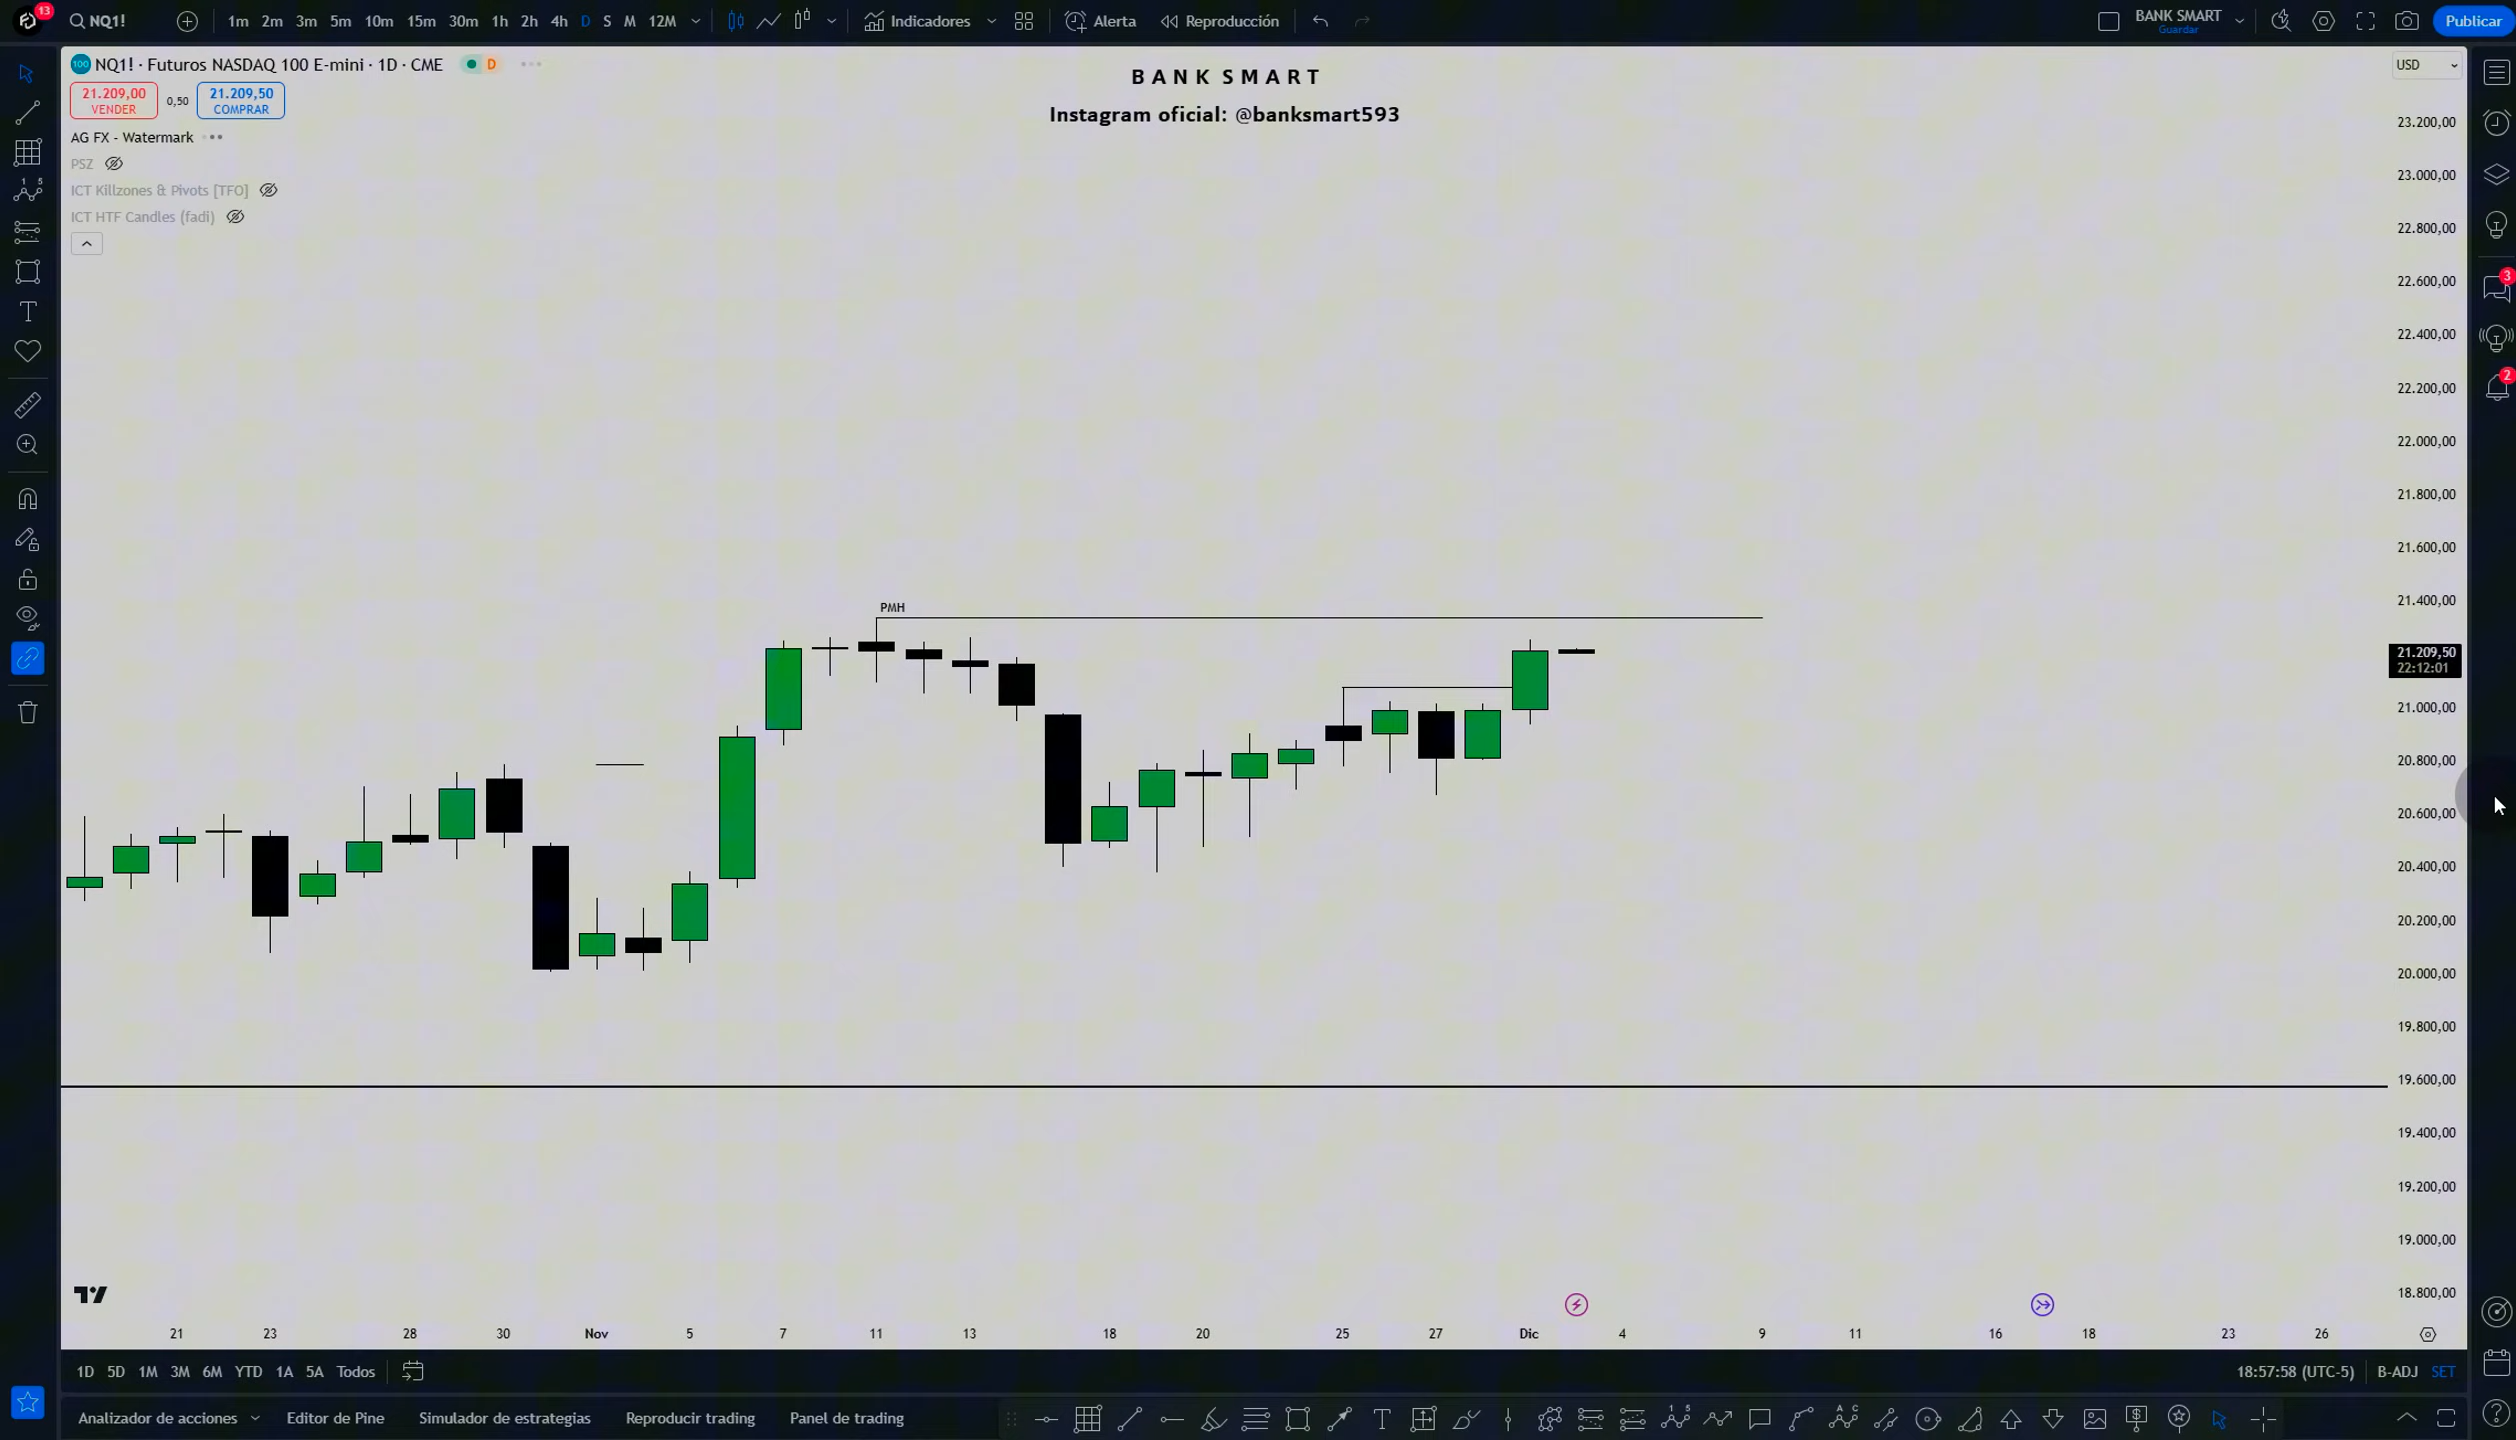 13
NQ1!
1m 2m 3m 5m 10m 15m 30m 1h 2h 4h D S M 12M
Indicadores
Alerta
Reproducción
BANK SMART
Guardar
Publicar
100 NQ1! · Futuros NASDAQ 100 E-mini · 1D · CME D
USD
21.209,00
VENDER
0,50
21.209,50
COMPRAR
BANK SMART
Instagram oficial: @banksmart593
AG FX - Watermark
PSZ
ICT Killzones & Pivots [TFO]
ICT HTF Candles (fadi)
23.200,00
23.000,00
22.800,00
22.600,00
22.400,00
22.200,00
22.000,00
21.800,00
21.600,00
21.400,00
21.209,50
22:12:01
21.000,00
20.800,00
20.600,00
20.400,00
20.200,00
20.000,00
19.800,00
19.600,00
19.400,00
19.200,00
19.000,00
18.800,00
3
2
PMH
21 23 28 30 Nov 5 7 11 13 18 20 25 27 Dic 4 9 11 16 18 23 26
1D 5D 1M 3M 6M YTD 1A 5A Todos
18:57:58 (UTC-5) B-ADJ SET
Analizador de acciones
Editor de Pine
Simulador de estrategias
Reproducir trading
Panel de trading